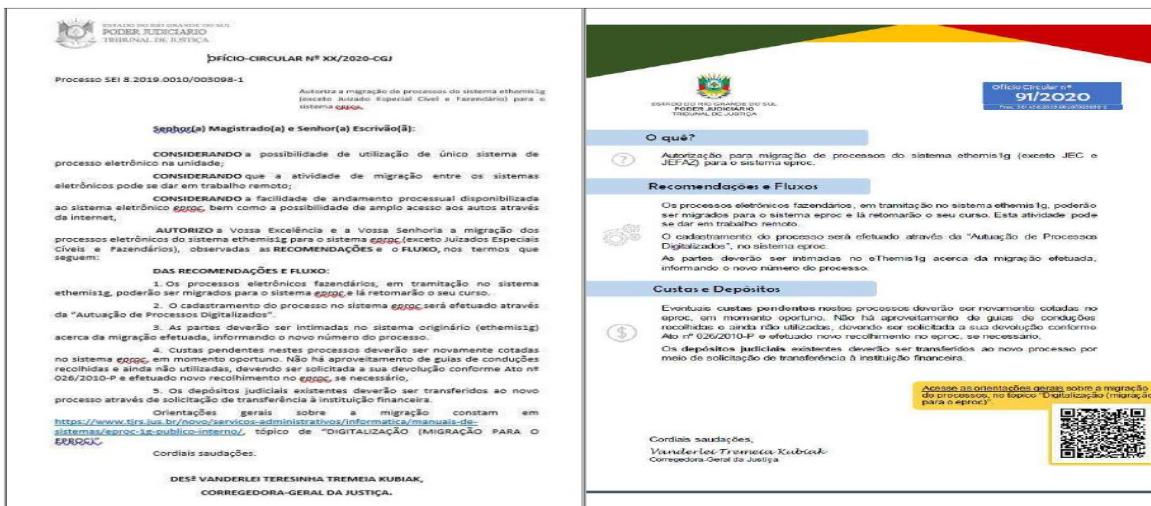 ESTADO DO RIO GRANDE DO SUL
PODER JUDICIÁRIO
TRIBUNAL DE JUSTIÇA
OFÍCIO-CIRCULAR Nº XX/2020-CGJ
Processo SEI 8.2019.0010/003098-1
Autoriza a migração de processos do sistema ethemis1g
(exceto Juizado Especial Cível e Fazendário) para o
sistema eproc.
Senhor(a) Magistrado(a) e Senhor(a) Escrivão(ã):
CONSIDERANDO a possibilidade de utilização de único sistema de
processo eletrônico na unidade;
CONSIDERANDO que a atividade de migração entre os sistemas
eletrônicos pode se dar em trabalho remoto;
CONSIDERANDO a facilidade de andamento processual disponibilizada
ao sistema eletrônico eproc, bem como a possibilidade de amplo acesso aos autos através
da internet,
AUTORIZO a Vossa Excelência e a Vossa Senhoria a migração dos
processos eletrônicos do sistema ethemis1g para o sistema eproc (exceto Juizados Especiais
Cíveis e Fazendários), observadas as RECOMENDAÇÕES e o FLUXO, nos termos que
seguem:
DAS RECOMENDAÇÕES E FLUXO:
1. Os processos eletrônicos fazendários, em tramitação no sistema
ethemis1g, poderão ser migrados para o sistema eproc e lá retomarão o seu curso.
2. O cadastramento do processo no sistema eproc será efetuado através
da "Autuação de Processos Digitalizados".
3. As partes deverão ser intimadas no sistema originário (ethemis1g)
acerca da migração efetuada, informando o novo número do processo.
4. Custas pendentes nestes processos deverão ser novamente cotadas
no sistema eproc, em momento oportuno. Não há aproveitamento de guias de conduções
recolhidas e ainda não utilizadas, devendo ser solicitada a sua devolução conforme Ato nº
026/2010-P e efetuado novo recolhimento no eproc, se necessário,
5. Os depósitos judiciais existentes deverão ser transferidos ao novo
processo através de solicitação de transferência à instituição financeira.
Orientações gerais sobre a migração constam em
https://www.tjrs.jus.br/novo/servicos-administrativos/informatica/manuais-de-
sistemas/eproc-1g-publico-interno/, tópico de "DIGITALIZAÇÃO (MIGRAÇÃO PARA O
EPROC)".
Cordiais saudações.
DESª VANDERLEI TERESINHA TREMEIA KUBIAK,
CORREGEDORA-GERAL DA JUSTIÇA.
ESTADO DO RIO GRANDE DO SUL
PODER JUDICIÁRIO
TRIBUNAL DE JUSTIÇA
Ofício Circular nº
91/2020
O quê?
Autorização para migração de processos do sistema ethemis1g (exceto JEC e
JEFAZ) para o sistema eproc.
Recomendações e Fluxos
Os processos eletrônicos fazendários, em tramitação no sistema ethemis1g, poderão
ser migrados para o sistema eproc e lá retomarão o seu curso. Esta atividade pode
se dar em trabalho remoto.
O cadastramento do processo será efetuado através da "Autuação de Processos
Digitalizados", no sistema eproc.
As partes deverão ser intimadas no eThemis1g acerca da migração efetuada,
informando o novo número do processo.
Custas e Depósitos
Eventuais custas pendentes nestes processos deverão ser novamente cotadas no
eproc, em momento oportuno. Não há aproveitamento de guias de conduções
recolhidas e ainda não utilizadas, devendo ser solicitada a sua devolução conforme
Ato nº 026/2010-P e efetuado novo recolhimento no eproc, se necessário,
Os depósitos judiciais existentes deverão ser transferidos ao novo processo por
meio de solicitação de transferência à instituição financeira.
Acesse as orientações gerais sobre a migração
de processos, no tópico "Digitalização (migração
para o eproc)".
Cordiais saudações,
Vanderlei Tremeia Kubiak
Corregedora-Geral da Justiça